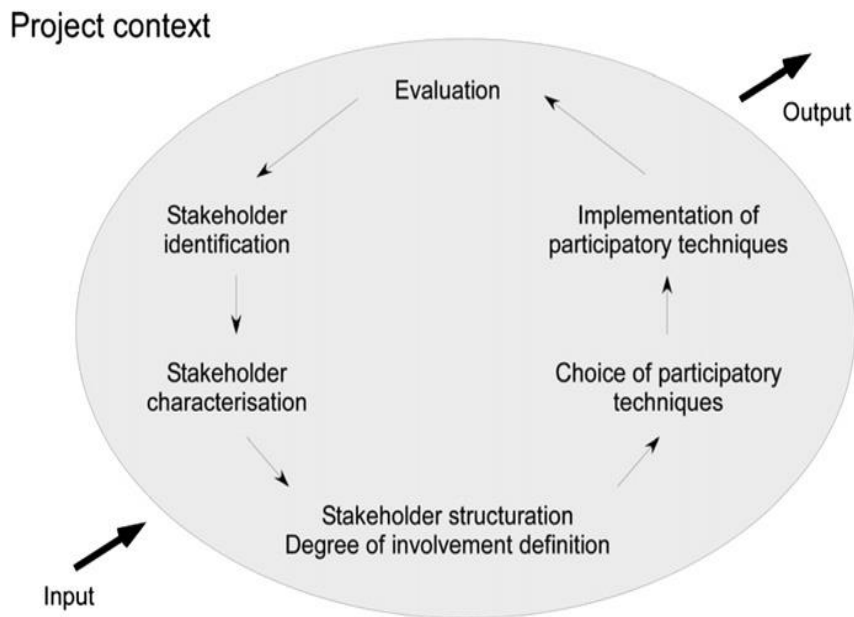 Project context
Output
Evaluation
Stakeholder
identification
Implementation of
participatory techniques
Stakeholder
characterisation
Choice of participatory
techniques
Stakeholder structuration
Degree of involvement definition
Input